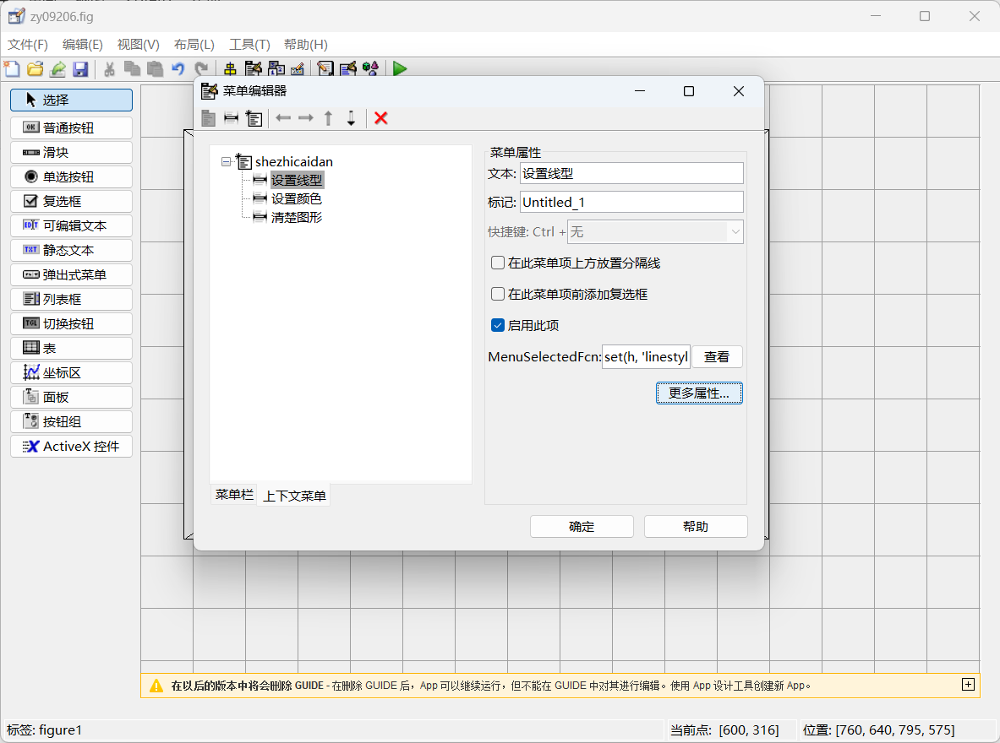 zy09206.fig
文件(F) 编辑(E) 视图(V) 布局(L) 工具(T) 帮助(H)
选择
OK 普通按钮
滑块
单选按钮
复选框
EDIT 可编辑文本
TXT 静态文本
弹出式菜单
列表框
TGL 切换按钮
表
坐标区
面板
按钮组
ActiveX 控件
菜单编辑器
shezhicaidan
设置线型
设置颜色
清楚图形
菜单栏 上下文菜单
菜单属性
文本: 设置线型
标记: Untitled_1
快捷键: Ctrl + 无
在此菜单项上方放置分隔线
在此菜单项前添加复选框
启用此项
MenuSelectedFcn: set(h, 'linestyl 查看
更多属性...
确定 帮助
在以后的版本中将会删除 GUIDE - 在删除 GUIDE 后，App 可以继续运行，但不能在 GUIDE 中对其进行编辑。使用 App 设计工具创建新 App。
标签: figure1 当前点: [600, 316] 位置: [760, 640, 795, 575]